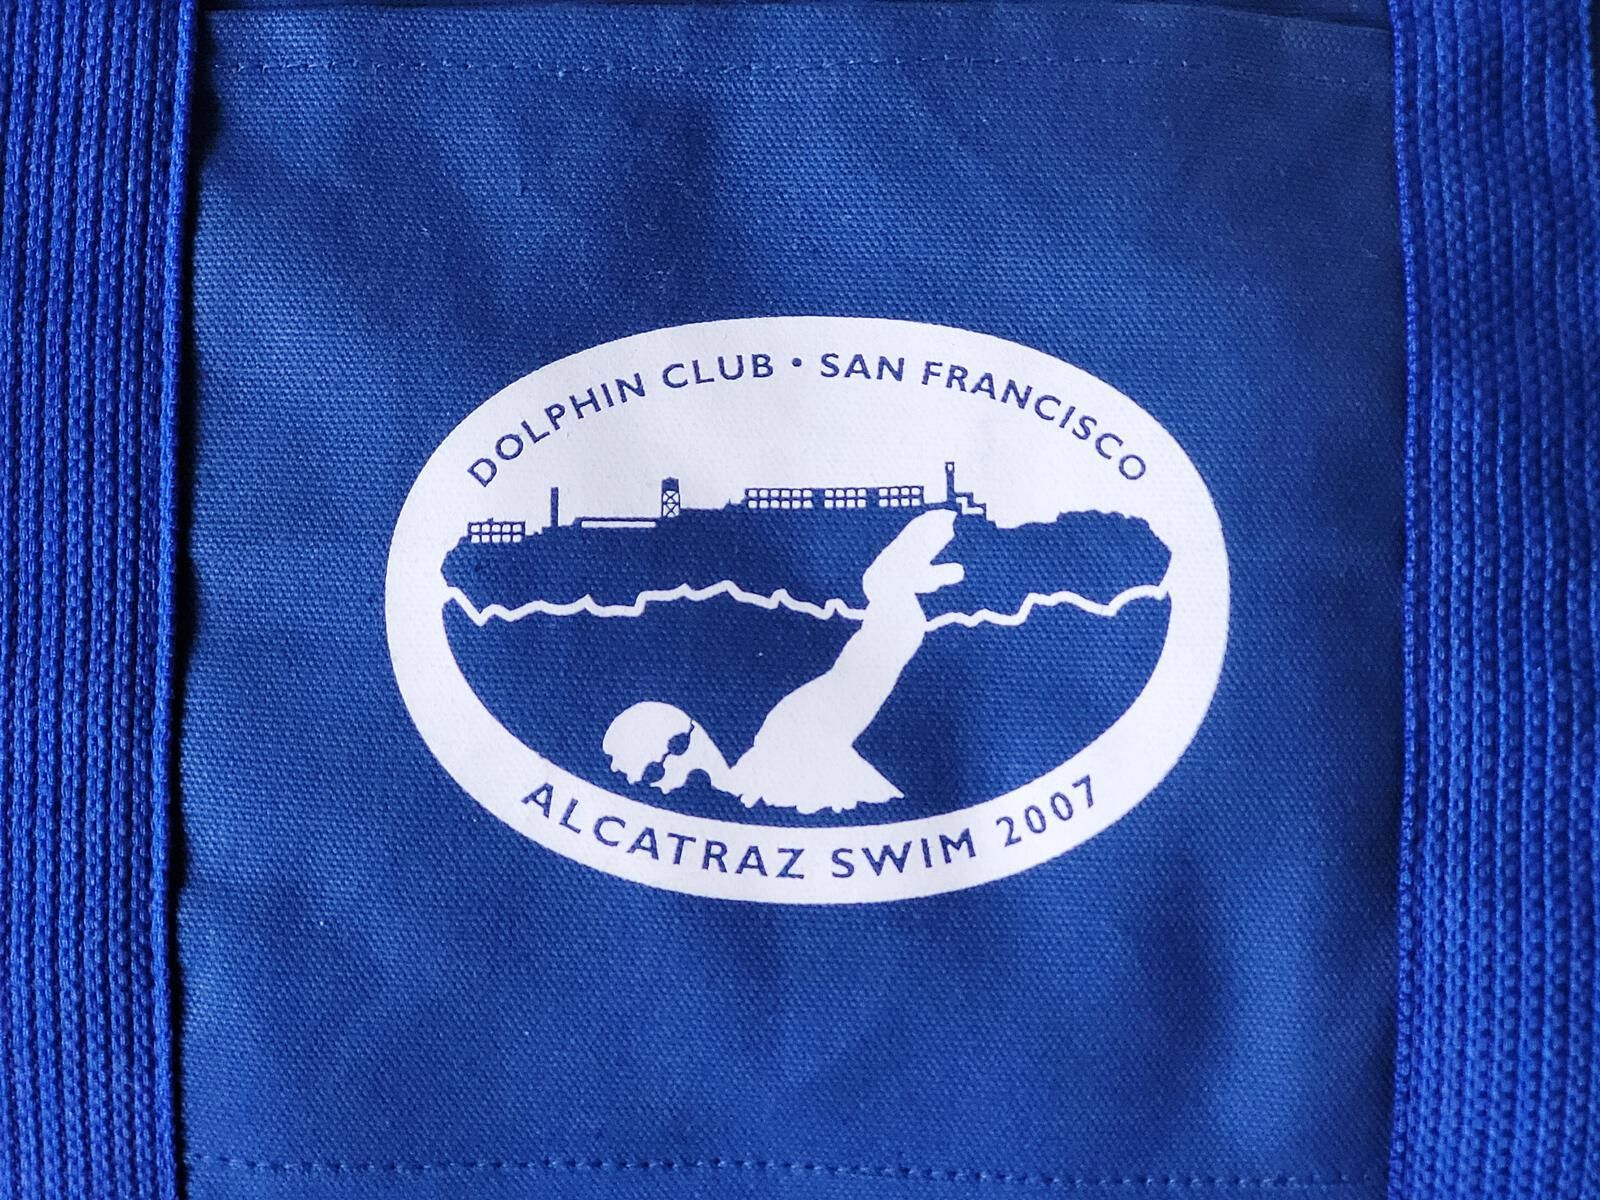 DOLPHIN CLUB • SAN FRANCISCO
ALCATRAZ SWIM 2007